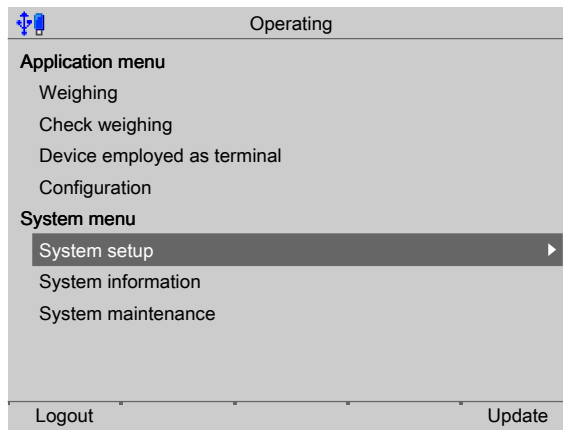 Operating
Application menu
Weighing
Check weighing
Device employed as terminal
Configuration
System menu
System setup
System information
System maintenance
Logout Update